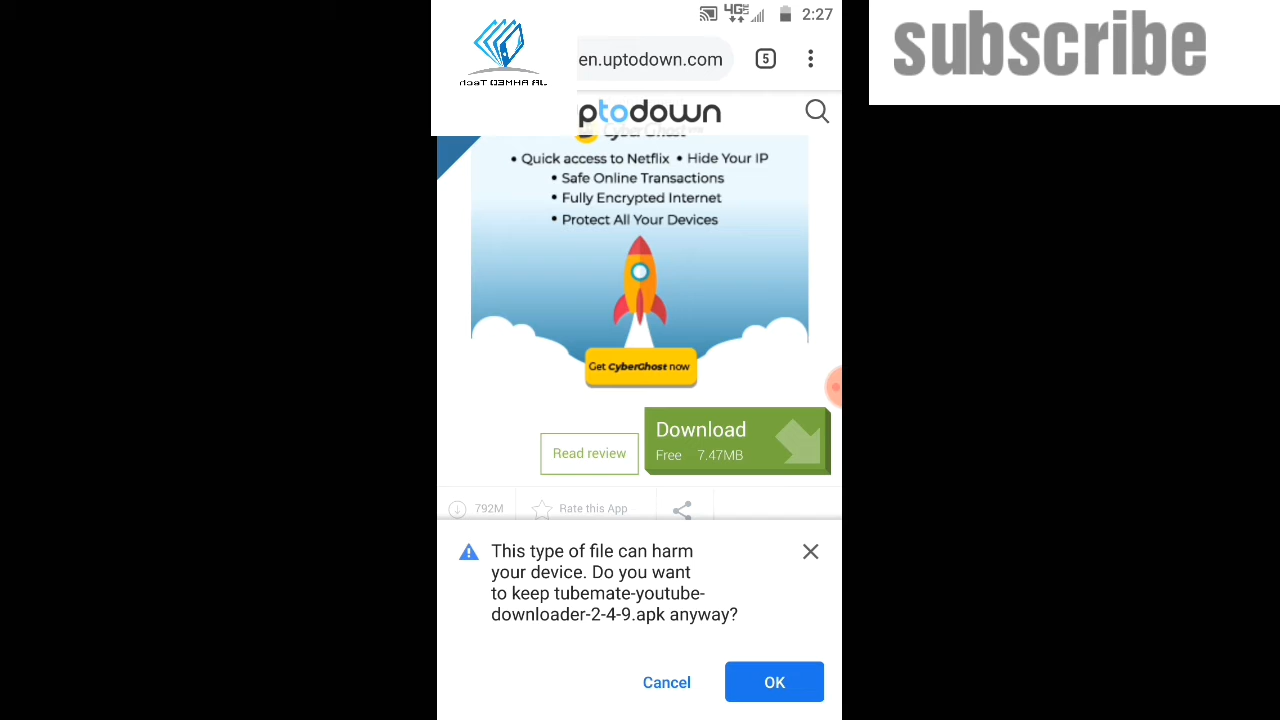 4G
2:27
subscribe
en.uptodown.com
5
ptodown
CyberGhost
• Quick access to Netflix • Hide Your IP
• Safe Online Transactions
• Fully Encrypted Internet
• Protect All Your Devices
Get CyberGhost now
Download
Read review
Free 7.47MB
792M
Rate this App
This type of file can harm
your device. Do you want
to keep tubemate-youtube-
downloader-2-4-9.apk anyway?
Cancel
OK